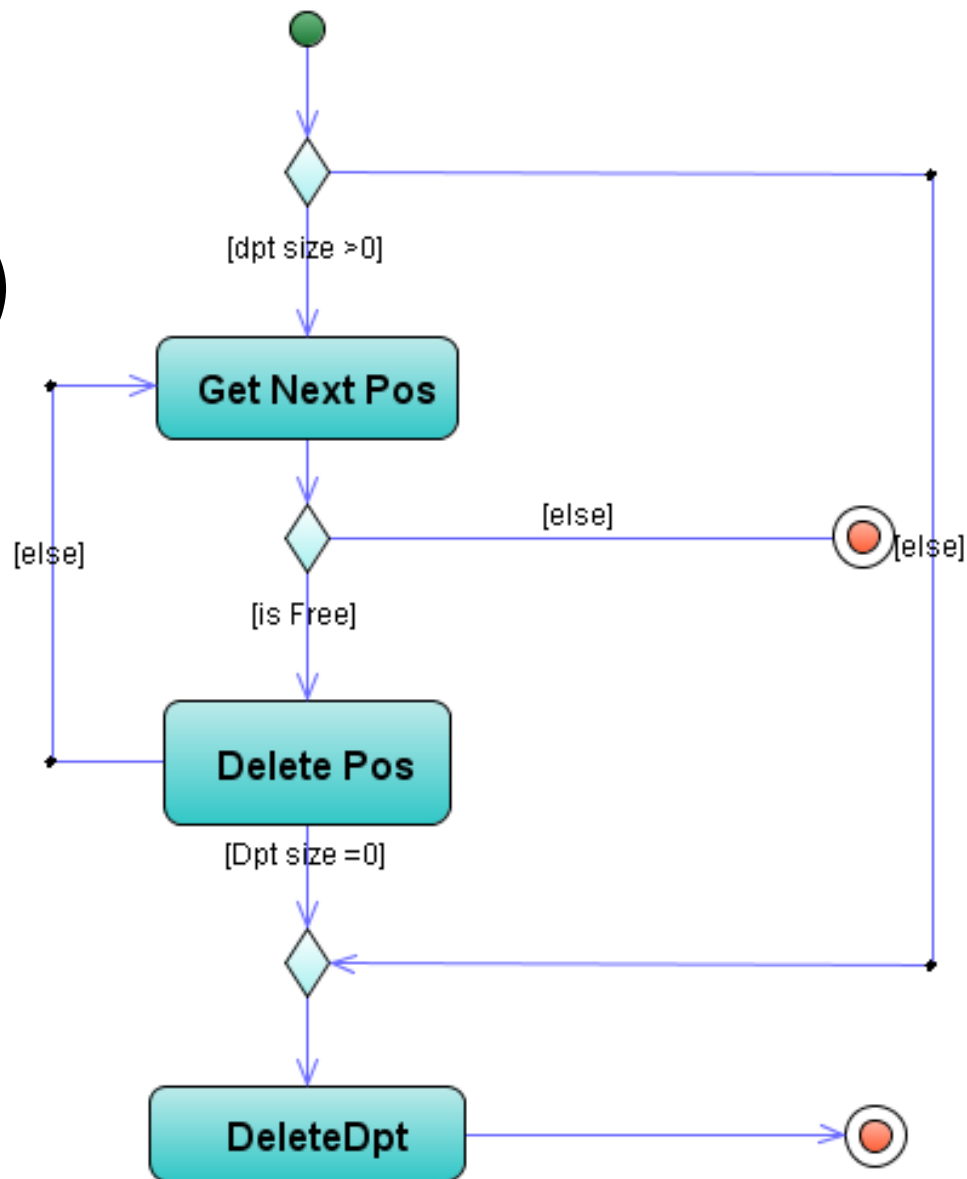 [dpt size >0]
Get Next Pos
[else]
[else]
[else]
[is Free]
Delete Pos
[Dpt size =0]
DeleteDpt